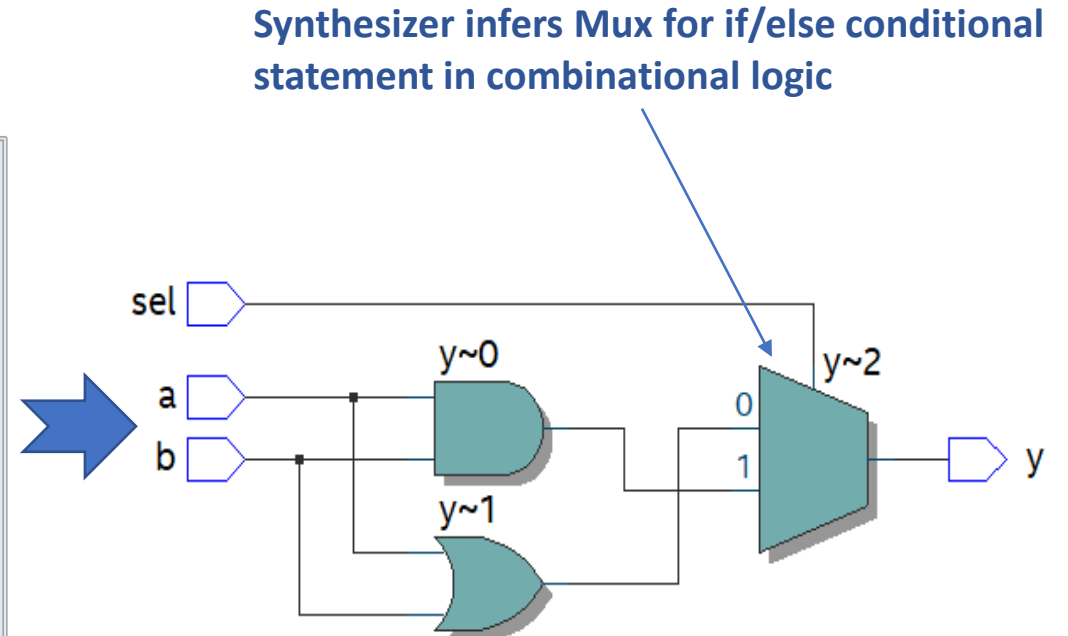 Synthesizer infers Mux for if/else conditional
statement in combinational logic
sel
y~0
y~2
a
0
b
1
y
y~1